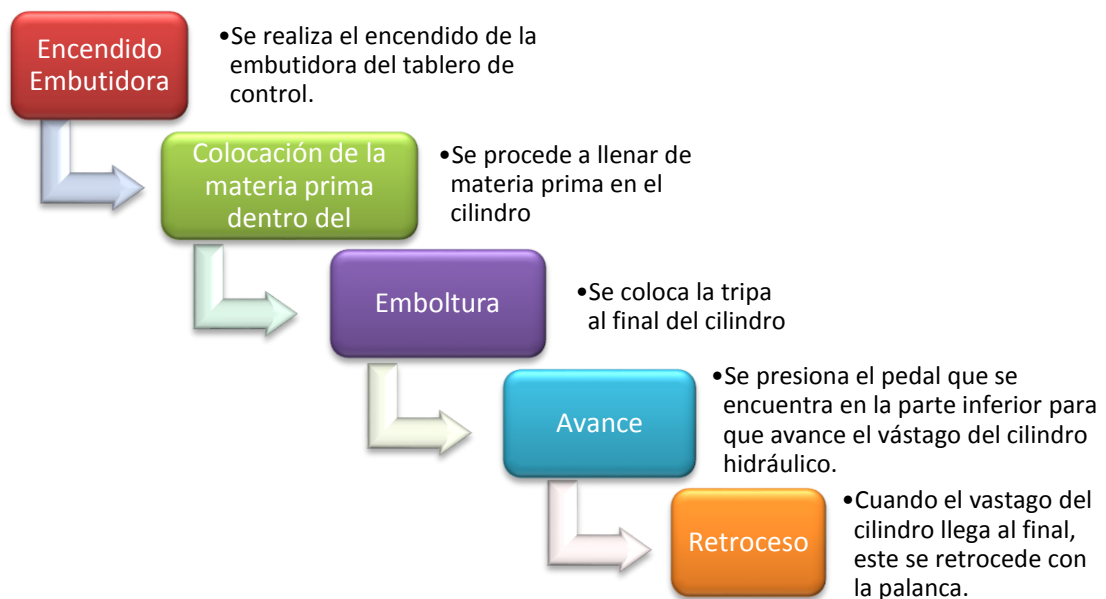 Encendido
Embutidora
•Se realiza el encendido de la
embutidora del tablero de
control.
Colocación de la
materia prima
dentro del
•Se procede a llenar de
materia prima en el
cilindro
Emboltura
•Se coloca la tripa
al final del cilindro
Avance
•Se presiona el pedal que se
encuentra en la parte inferior para
que avance el vástago del cilindro
hidráulico.
Retroceso
•Cuando el vastago del
cilindro llega al final,
este se retrocede con
la palanca.